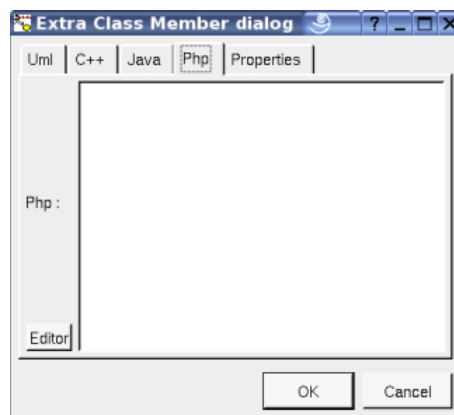 Extra Class Member dialog ? _
Uml C++ Java Php Properties
Php :
Editor
OK Cancel